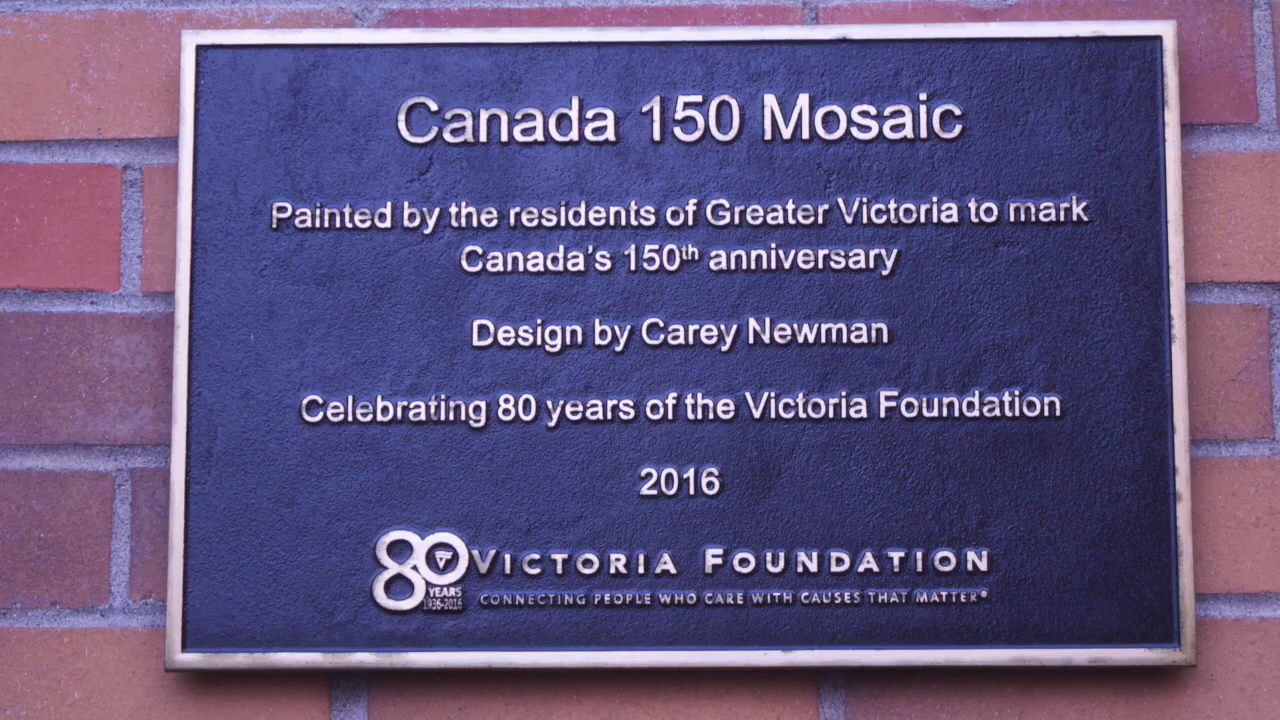 Canada 150 Mosaic
Painted by the residents of Greater Victoria to mark
Canada's 150th anniversary
Design by Carey Newman
Celebrating 80 years of the Victoria Foundation
2016
80 VICTORIA FOUNDATION
YEARS
1936-2016
CONNECTING PEOPLE WHO CARE WITH CAUSES THAT MATTER®